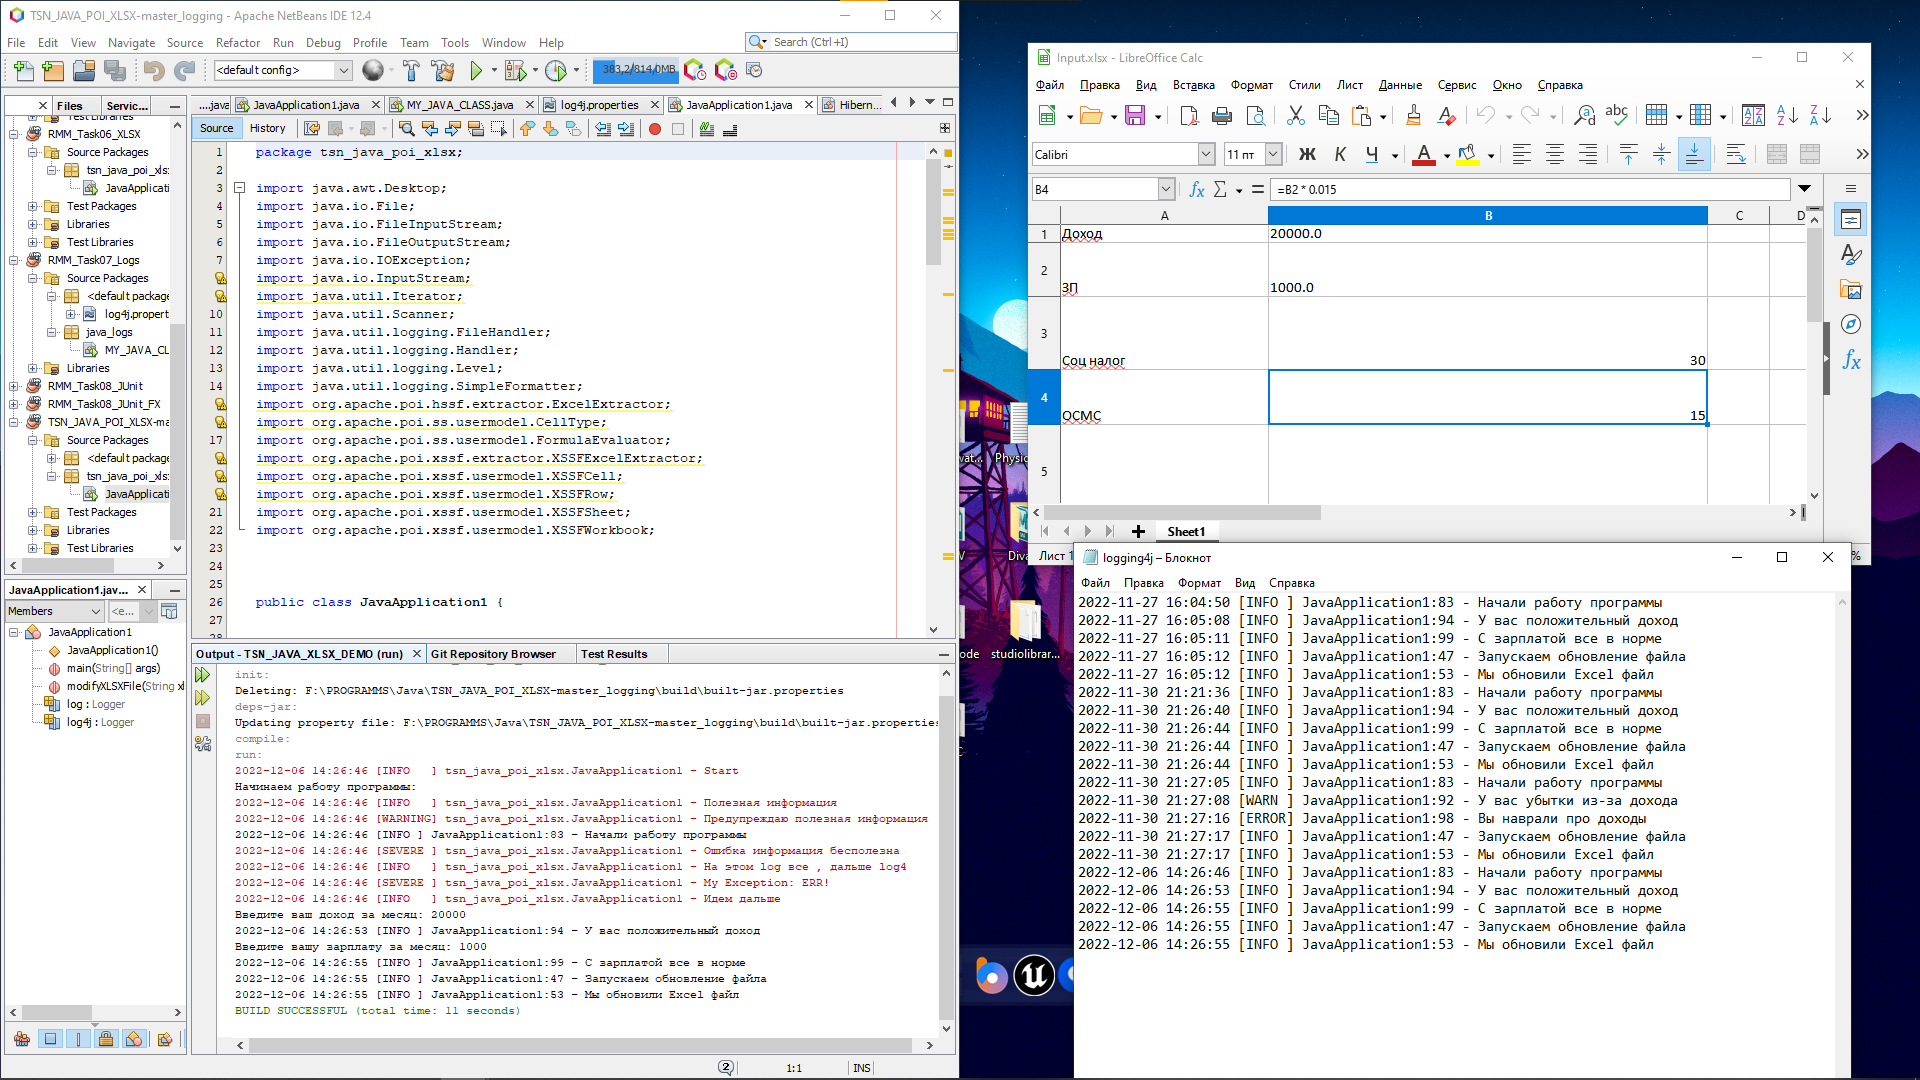 TSN_JAVA_POI_XLSX-master_logging - Apache NetBeans IDE 12.4
File Edit View Navigate Source Refactor Run Debug Profile Team Tools Window Help
Search (Ctrl+I)
<default config>
383,2/814,0MB
Files Servic...
Test Packages
RMM_Task06_XLSX
Source Packages
tsn_java_poi_xls
JavaApplicati
Test Packages
Libraries
Test Libraries
RMM_Task07_Logs
Source Packages
<default package
log4j.propert
java_logs
MY_JAVA_CL
Libraries
RMM_Task08_JUnit
RMM_Task08_JUnit_FX
TSN_JAVA_POI_XLSX-ma
Source Packages
<default package
tsn_java_poi_xls
JavaApplicati
Test Packages
Libraries
Test Libraries
JavaApplication1.jav...
Members
<e...
JavaApplication1
JavaApplication1()
main(String[] args)
modifyXLSXFile(String xl
log : Logger
log4j : Logger
....java JavaApplication1.java MY_JAVA_CLASS.java log4j.properties JavaApplication1.java Hibern...
Source History
1 package tsn_java_poi_xlsx;
2
3 import java.awt.Desktop;
4 import java.io.File;
5 import java.io.FileInputStream;
6 import java.io.FileOutputStream;
7 import java.io.IOException;
import java.io.InputStream;
import java.util.Iterator;
10 import java.util.Scanner;
11 import java.util.logging.FileHandler;
12 import java.util.logging.Handler;
13 import java.util.logging.Level;
14 import java.util.logging.SimpleFormatter;
import org.apache.poi.hssf.extractor.ExcelExtractor;
import org.apache.poi.ss.usermodel.CellType;
17 import org.apache.poi.ss.usermodel.FormulaEvaluator;
import org.apache.poi.xssf.extractor.XSSFExcelExtractor;
import org.apache.poi.xssf.usermodel.XSSFCell;
import org.apache.poi.xssf.usermodel.XSSFRow;
21 import org.apache.poi.xssf.usermodel.XSSFSheet;
22 import org.apache.poi.xssf.usermodel.XSSFWorkbook;
23
24
25
26 public class JavaApplication1 {
27
28
Output - TSN_JAVA_XLSX_DEMO (run) Git Repository Browser Test Results
init:
Deleting: F:\PROGRAMMS\Java\TSN_JAVA_POI_XLSX-master_logging\build\built-jar.properties
deps-jar:
Updating property file: F:\PROGRAMMS\Java\TSN_JAVA_POI_XLSX-master_logging\build\built-jar.properties
compile:
run:
2022-12-06 14:26:46 [INFO   ] tsn_java_poi_xlsx.JavaApplication1 - Start
Начинаем работу программы:
2022-12-06 14:26:46 [INFO   ] tsn_java_poi_xlsx.JavaApplication1 - Полезная информация
2022-12-06 14:26:46 [WARNING] tsn_java_poi_xlsx.JavaApplication1 - Предупреждаю полезная информация
2022-12-06 14:26:46 [INFO ] JavaApplication1:83 - Начали работу программы
2022-12-06 14:26:46 [SEVERE ] tsn_java_poi_xlsx.JavaApplication1 - Ошибка информация бесполезна
2022-12-06 14:26:46 [INFO   ] tsn_java_poi_xlsx.JavaApplication1 - На этом log все , дальше log4
2022-12-06 14:26:46 [SEVERE ] tsn_java_poi_xlsx.JavaApplication1 - My Exception: ERR!
2022-12-06 14:26:46 [INFO   ] tsn_java_poi_xlsx.JavaApplication1 - Идем дальше
Введите ваш доход за месяц: 20000
2022-12-06 14:26:53 [INFO ] JavaApplication1:94 - У вас положительный доход
Введите вашу зарплату за месяц: 1000
2022-12-06 14:26:55 [INFO ] JavaApplication1:99 - С зарплатой все в норме
2022-12-06 14:26:55 [INFO ] JavaApplication1:47 - Запускаем обновление файла
2022-12-06 14:26:55 [INFO ] JavaApplication1:53 - Мы обновили Excel файл
BUILD SUCCESSFUL (total time: 11 seconds)
2 1:1 INS
Input.xlsx - LibreOffice Calc
Файл Правка Вид Вставка Формат Стили Лист Данные Сервис Окно Справка
Calibri 11 пт Ж К Ч
B4 =B2 * 0.015
A B C D
1 Доход 20000.0
2 ЗП 1000.0
3 Соц налог 30
4 ОСМС 15
5
Sheet1
Лист 1 %
Physic
Diva
studiolibrar...
logging4j – Блокнот
Файл Правка Формат Вид Справка
2022-11-27 16:04:50 [INFO ] JavaApplication1:83 - Начали работу программы
2022-11-27 16:05:08 [INFO ] JavaApplication1:94 - У вас положительный доход
2022-11-27 16:05:11 [INFO ] JavaApplication1:99 - С зарплатой все в норме
2022-11-27 16:05:12 [INFO ] JavaApplication1:47 - Запускаем обновление файла
2022-11-27 16:05:12 [INFO ] JavaApplication1:53 - Мы обновили Excel файл
2022-11-30 21:21:36 [INFO ] JavaApplication1:83 - Начали работу программы
2022-11-30 21:26:40 [INFO ] JavaApplication1:94 - У вас положительный доход
2022-11-30 21:26:44 [INFO ] JavaApplication1:99 - С зарплатой все в норме
2022-11-30 21:26:44 [INFO ] JavaApplication1:47 - Запускаем обновление файла
2022-11-30 21:26:44 [INFO ] JavaApplication1:53 - Мы обновили Excel файл
2022-11-30 21:27:05 [INFO ] JavaApplication1:83 - Начали работу программы
2022-11-30 21:27:08 [WARN ] JavaApplication1:92 - У вас убытки из-за дохода
2022-11-30 21:27:16 [ERROR] JavaApplication1:98 - Вы наврали про доходы
2022-11-30 21:27:17 [INFO ] JavaApplication1:47 - Запускаем обновление файла
2022-11-30 21:27:17 [INFO ] JavaApplication1:53 - Мы обновили Excel файл
2022-12-06 14:26:46 [INFO ] JavaApplication1:83 - Начали работу программы
2022-12-06 14:26:53 [INFO ] JavaApplication1:94 - У вас положительный доход
2022-12-06 14:26:55 [INFO ] JavaApplication1:99 - С зарплатой все в норме
2022-12-06 14:26:55 [INFO ] JavaApplication1:47 - Запускаем обновление файла
2022-12-06 14:26:55 [INFO ] JavaApplication1:53 - Мы обновили Excel файл